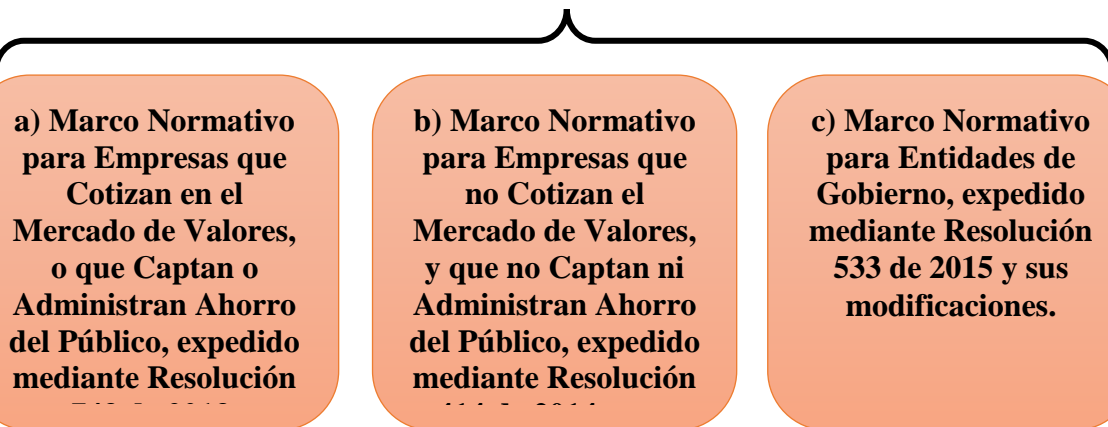 a) Marco Normativo
para Empresas que
Cotizan en el
Mercado de Valores,
o que Captan o
Administran Ahorro
del Público, expedido
mediante Resolución
b) Marco Normativo
para Empresas que
no Cotizan el
Mercado de Valores,
y que no Captan ni
Administran Ahorro
del Público, expedido
mediante Resolución
c) Marco Normativo
para Entidades de
Gobierno, expedido
mediante Resolución
533 de 2015 y sus
modificaciones.